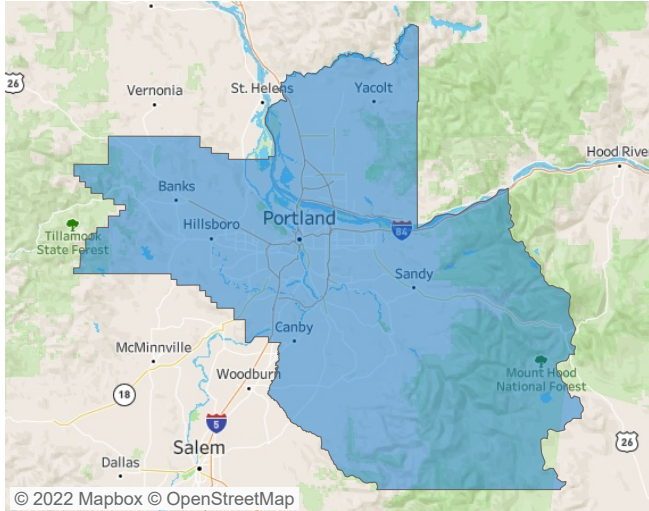 26
Vernonia
St. Helens
Yacolt
Hood Rive
Banks
Hillsboro
Portland
84
Tillamook
State Forest
Sandy
Canby
McMinnville
Mount Hood
National Forest
Woodburn
18
5
Salem
26
Dallas
© 2022 Mapbox © OpenStreetMap